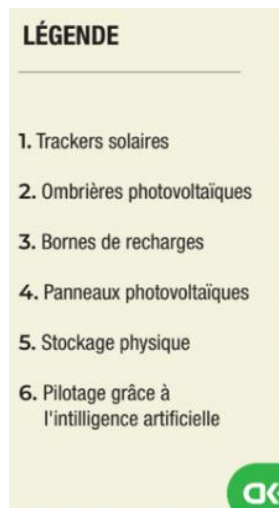 LÉGENDE
1. Trackers solaires
2. Ombrières photovoltaïques
3. Bornes de recharges
4. Panneaux photovoltaïques
5. Stockage physique
6. Pilotage grâce à
l'intilligence artificielle